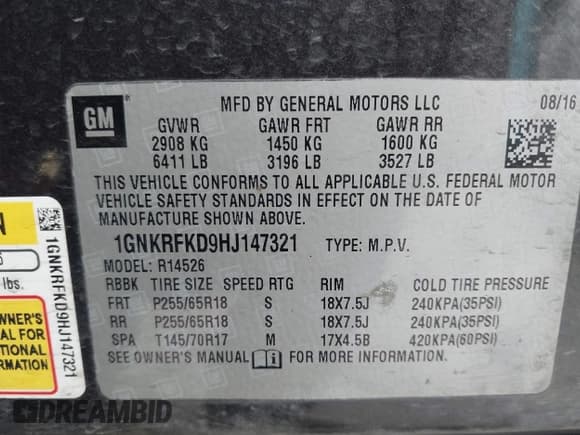 GM
MFD BY GENERAL MOTORS LLC 08/16
GVWR GAWR FRT GAWR RR
2908 KG 1450 KG 1600 KG
6411 LB 3196 LB 3527 LB
THIS VEHICLE CONFORMS TO ALL APPLICABLE U.S. FEDERAL MOTOR
VEHICLE SAFETY STANDARDS IN EFFECT ON THE DATE OF
MANUFACTURE SHOWN ABOVE.
1GNKRFKD9HJ147321 TYPE: M.P.V.
MODEL: R14526
RBBK TIRE SIZE SPEED RTG RIM COLD TIRE PRESSURE
FRT P255/65R18 S 18X7.5J 240KPA(35PSI)
RR P255/65R18 S 18X7.5J 240KPA(35PSI)
SPA T145/70R17 M 17X4.5B 420KPA(60PSI)
SEE OWNER'S MANUAL FOR MORE INFORMATION.
N
lbs.
WNER'S
AL FOR
TIONAL
MATION
1GNKRFKD9HJ147321
DREAMBID